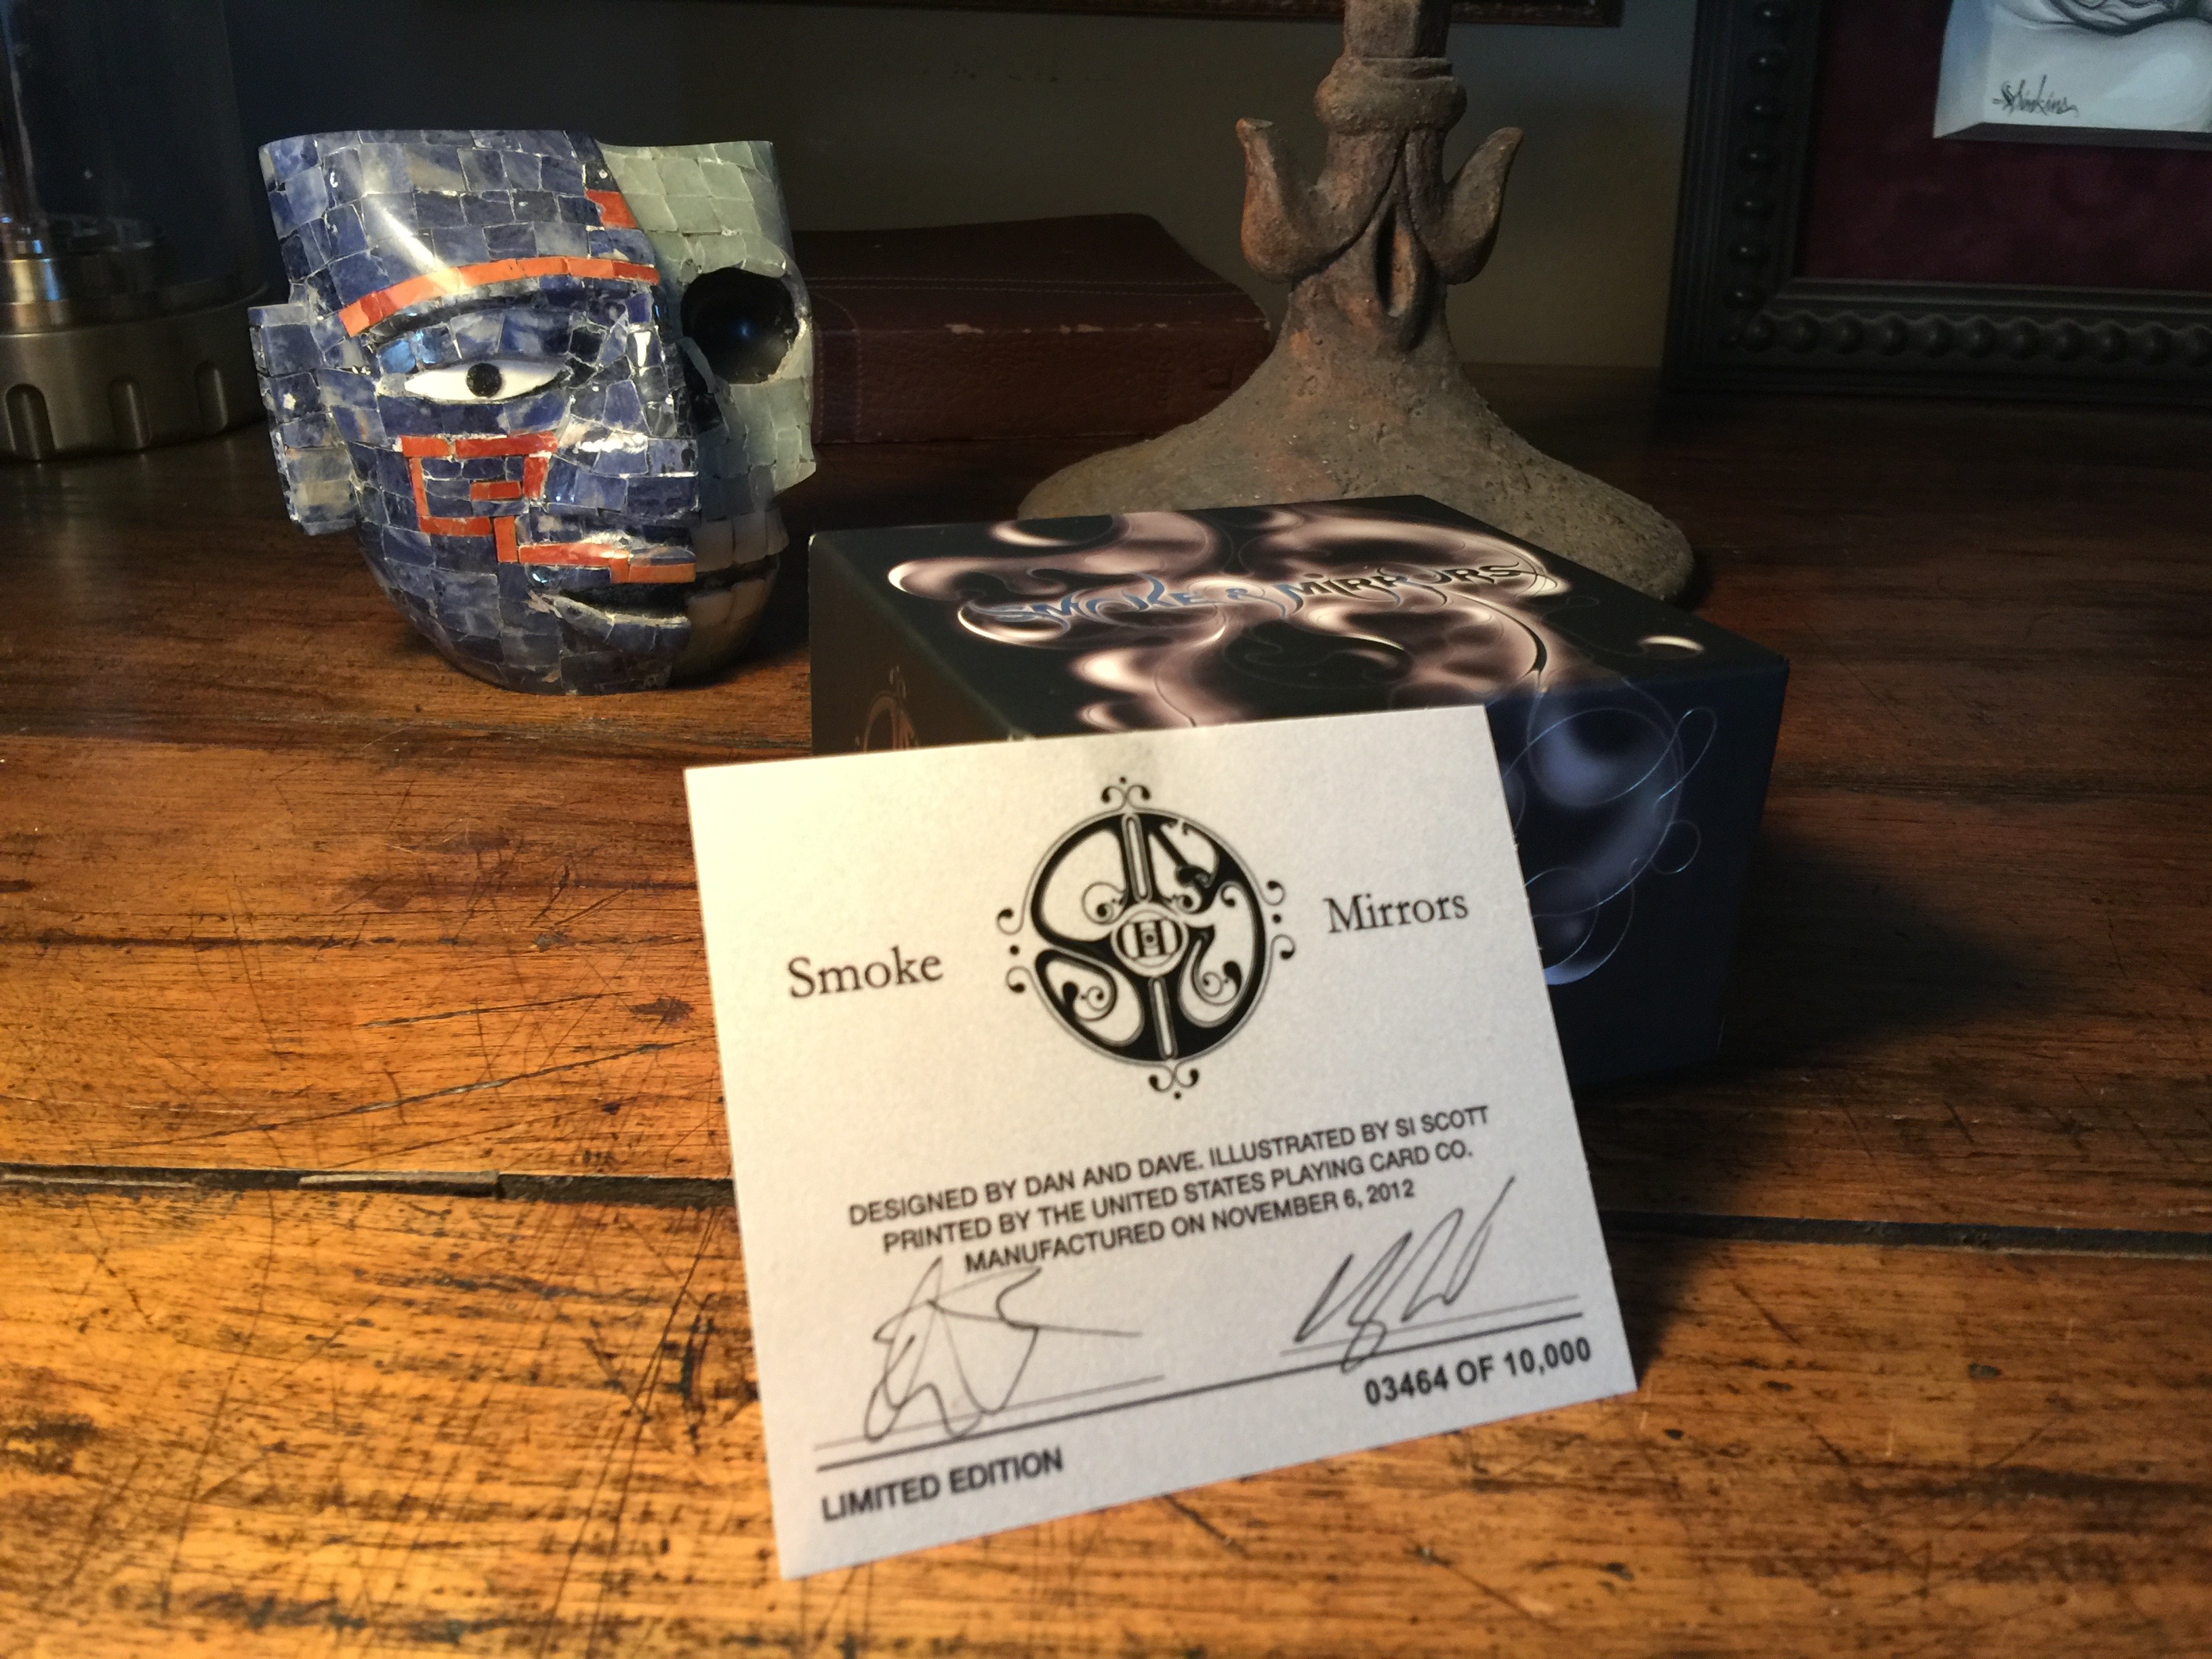 SMOKE & MIRRORS
Smoke
Mirrors
DESIGNED BY DAN AND DAVE. ILLUSTRATED BY SI SCOTT
PRINTED BY THE UNITED STATES PLAYING CARD CO.
MANUFACTURED ON NOVEMBER 6, 2012
03464 OF 10,000
LIMITED EDITION